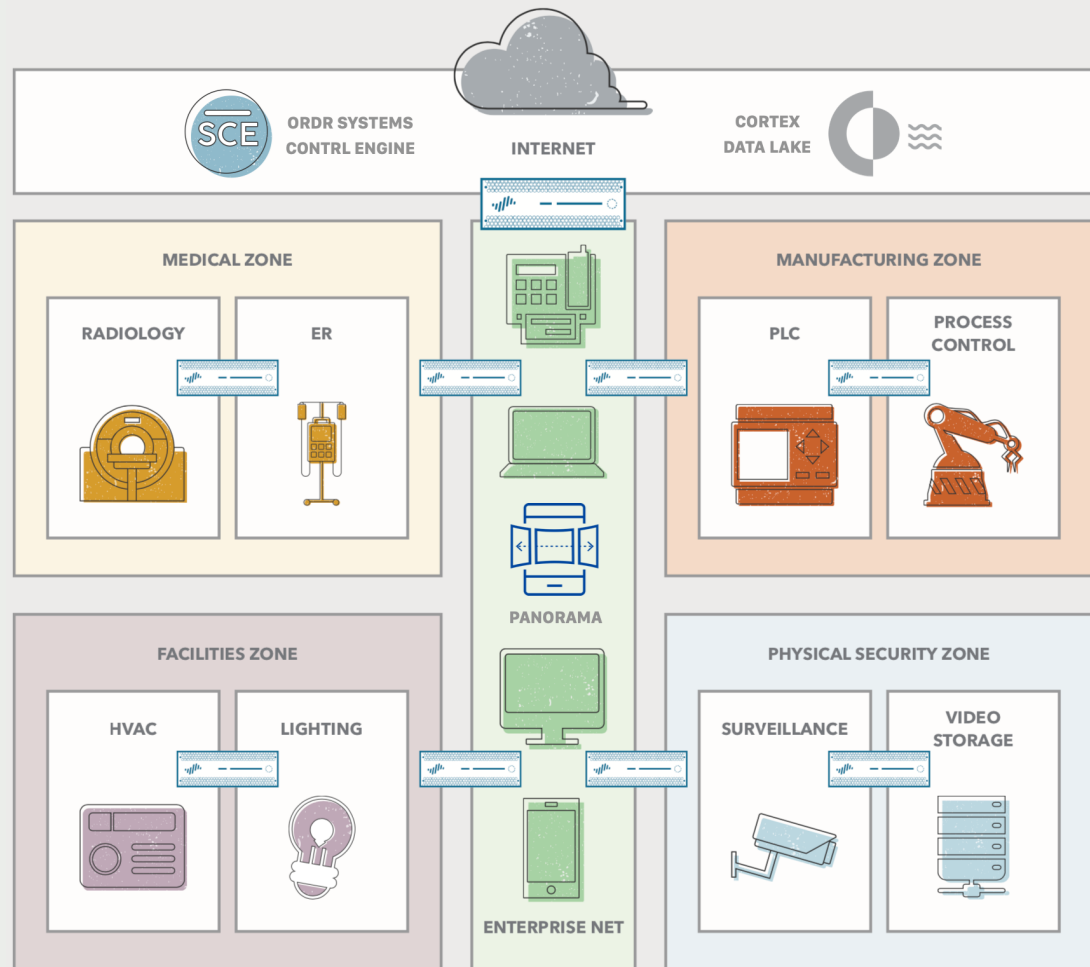 SCE
ORDR SYSTEMS
CONTRL ENGINE
INTERNET
CORTEX
DATA LAKE
MEDICAL ZONE
RADIOLOGY
ER
MANUFACTURING ZONE
PLC
PROCESS
CONTROL
PANORAMA
FACILITIES ZONE
HVAC
LIGHTING
PHYSICAL SECURITY ZONE
SURVEILLANCE
VIDEO
STORAGE
ENTERPRISE NET